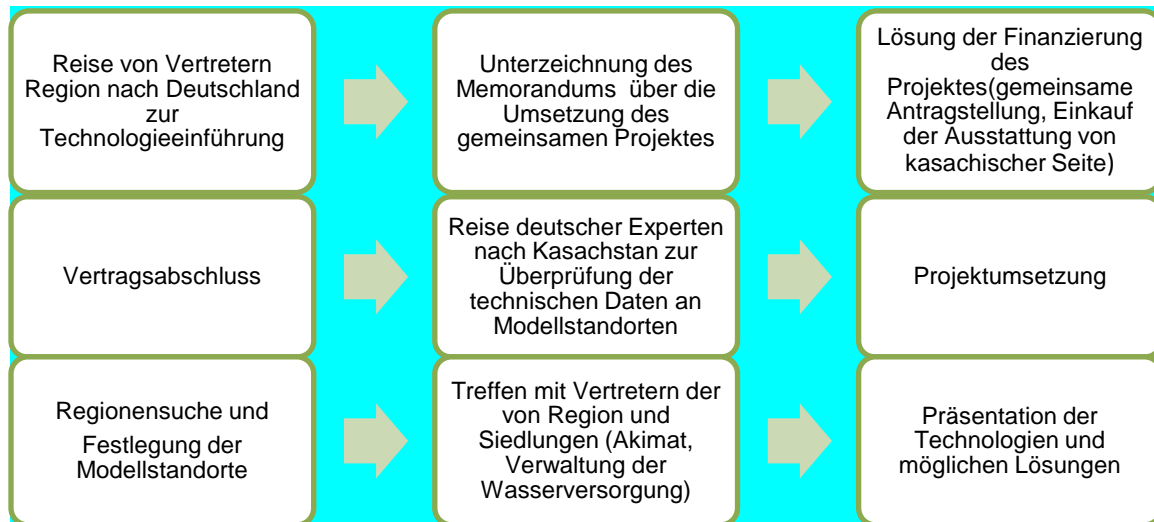 Reise von Vertretern
Region nach Deutschland
zur
Technologieeinführung
Unterzeichnung des
Memorandums über die
Umsetzung des
gemeinsamen Projektes
Lösung der Finanzierung
des
Projektes(gemeinsame
Antragstellung, Einkauf
der Ausstattung von
kasachischer Seite)
Vertragsabschluss
Reise deutscher Experten
nach Kasachstan zur
Überprüfung der
technischen Daten an
Modellstandorten
Projektumsetzung
Regionensuche und
Festlegung der
Modellstandorte
Treffen mit Vertretern der
von Region und
Siedlungen (Akimat,
Verwaltung der
Wasserversorgung)
Präsentation der
Technologien und
möglichen Lösungen